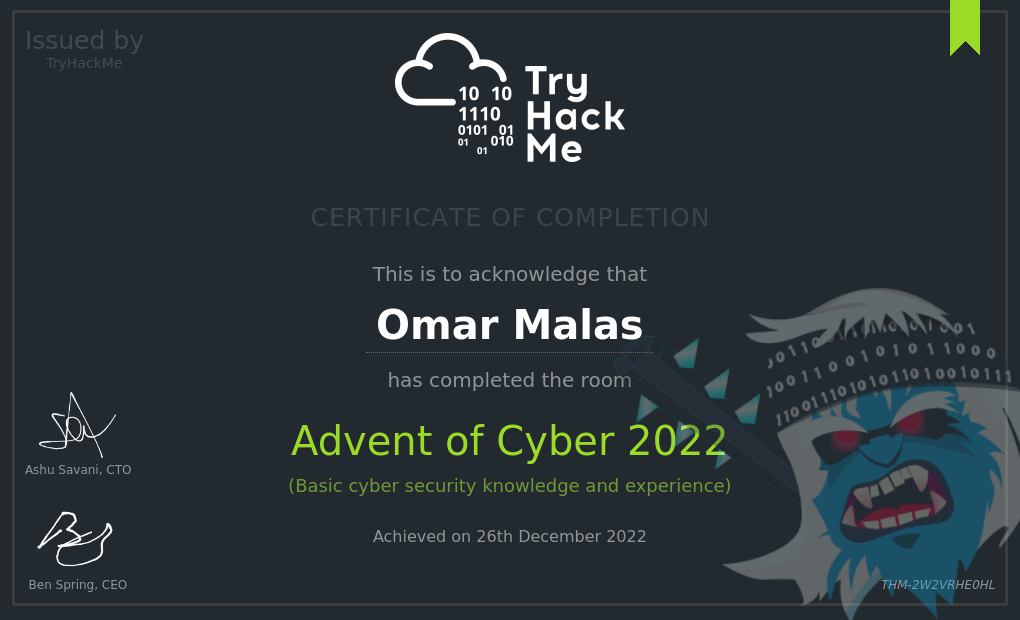 Issued by
TryHackMe
10 10
1110
0101 01
01 010
01
Try
Hack
Me
CERTIFICATE OF COMPLETION
This is to acknowledge that
Omar Malas
has completed the room
Advent of Cyber 2022
(Basic cyber security knowledge and experience)
Achieved on 26th December 2022
Ashu Savani, CTO
Ben Spring, CEO
THM-2W2VRHE0HL